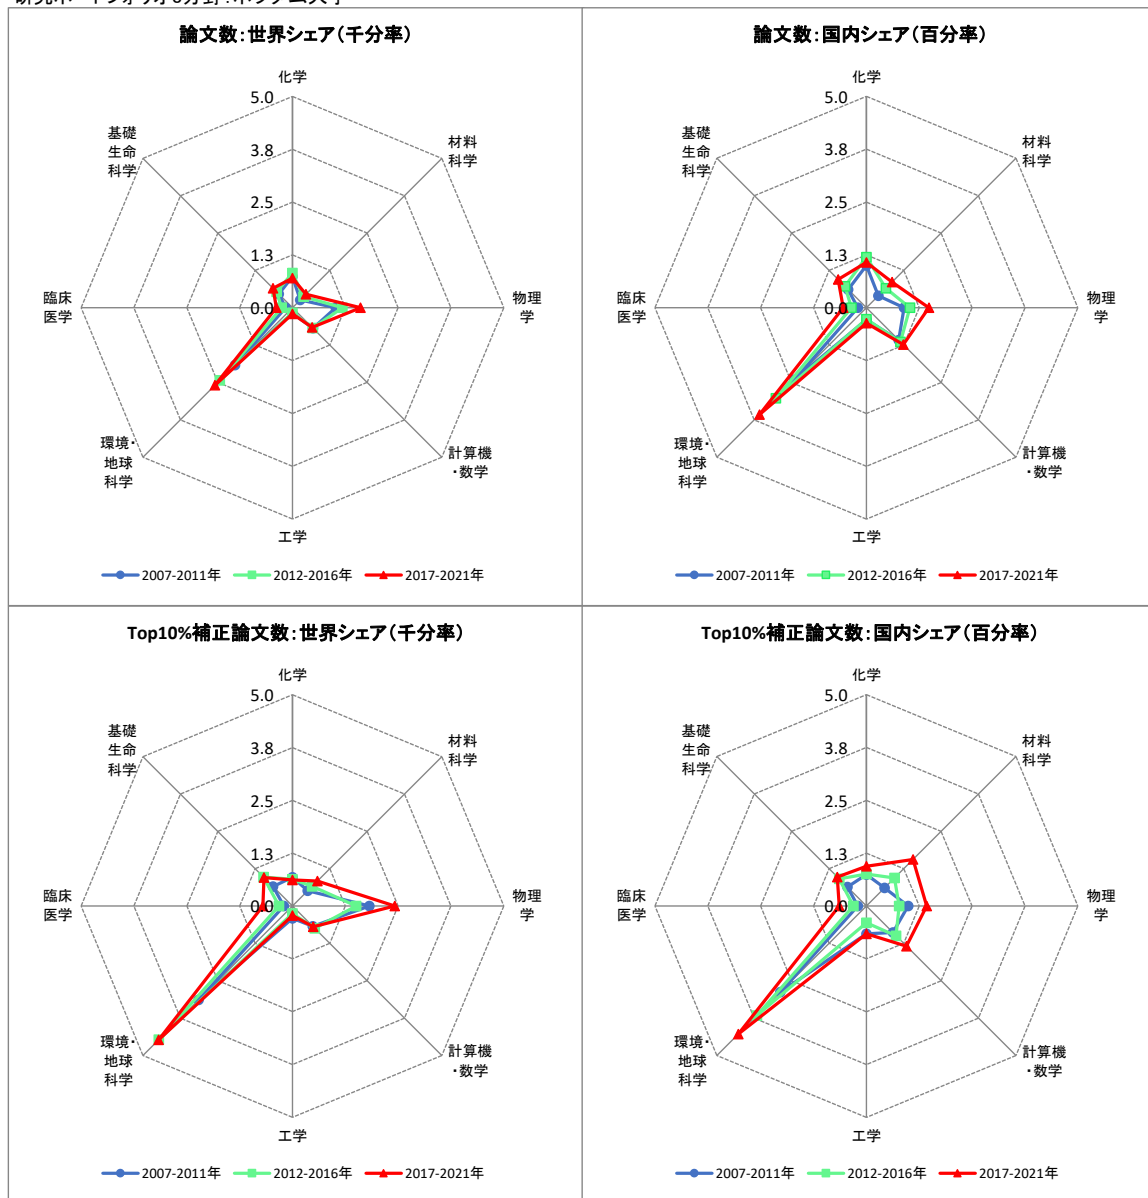 論文数:世界シェア(千分率)
化学
材料
科学
物理
学
計算機
・数学
工学
環境・
地球
科学
臨床
医学
基礎
生命
科学
5.0
3.8
2.5
1.3
0.0
2007-2011年 2012-2016年 2017-2021年
論文数:国内シェア(百分率)
化学
材料
科学
物理
学
計算機
・数学
工学
環境・
地球
科学
臨床
医学
基礎
生命
科学
5.0
3.8
2.5
1.3
0.0
2007-2011年 2012-2016年 2017-2021年
Top10%補正論文数:世界シェア(千分率)
化学
材料
科学
物理
学
計算機
・数学
工学
環境・
地球
科学
臨床
医学
基礎
生命
科学
5.0
3.8
2.5
1.3
0.0
2007-2011年 2012-2016年 2017-2021年
Top10%補正論文数:国内シェア(百分率)
化学
材料
科学
物理
学
計算機
・数学
工学
環境・
地球
科学
臨床
医学
基礎
生命
科学
5.0
3.8
2.5
1.3
0.0
2007-2011年 2012-2016年 2017-2021年